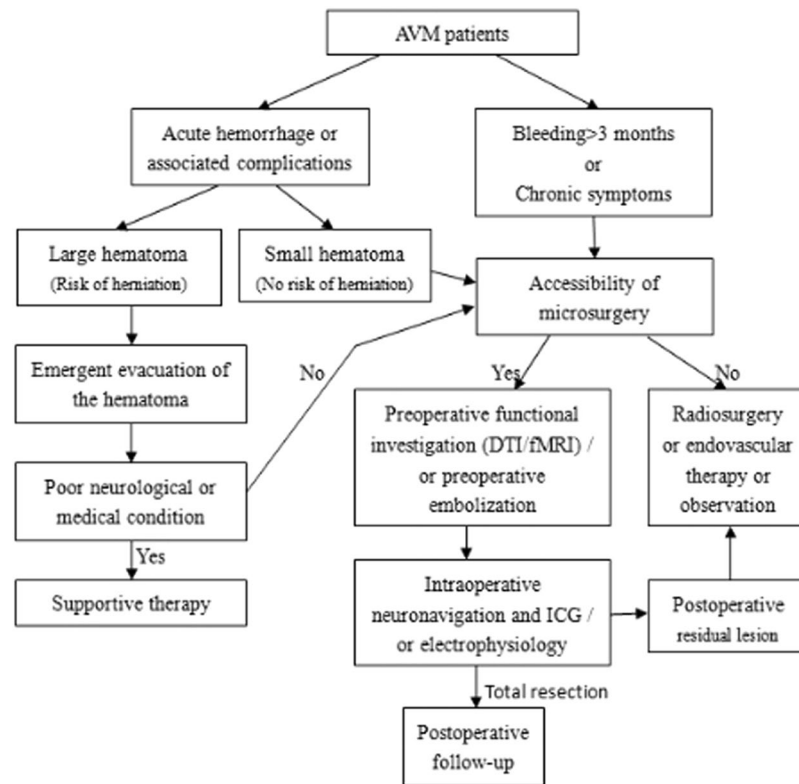 AVM patients
Acute hemorrhage or
associated complications
Bleeding>3 months
or
Chronic symptoms
Large hematoma
(Risk of herniation)
Small hematoma
(No risk of herniation)
Accessibility of
microsurgery
Emergent evacuation of
the hematoma
No
Yes
No
Preoperative functional
investigation (DTI/fMRI) /
or preoperative
embolization
Radiosurgery
or endovascular
therapy or
observation
Poor neurological or
medical condition
Yes
Supportive therapy
Intraoperative
neuronavigation and ICG /
or electrophysiology
Postoperative
residual lesion
Total resection
Postoperative
follow-up